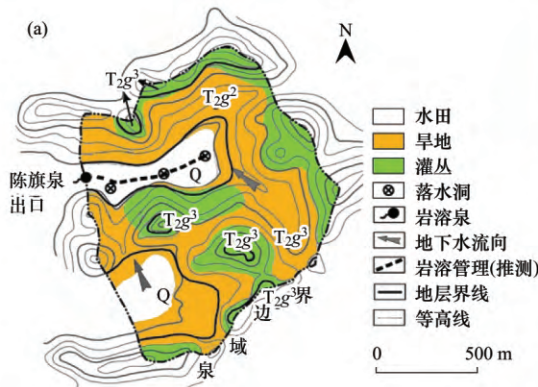 (a)
N
T₂g³
T₂g²
水田
旱地
灌丛
落水洞
陈旗泉
出口
Q
岩溶泉
T₂g³
地下水流向
T₂g³
T₂g³
岩溶管理(推测)
T₂g³界
地层界线
Q
边
等高线
域
泉
0
500 m